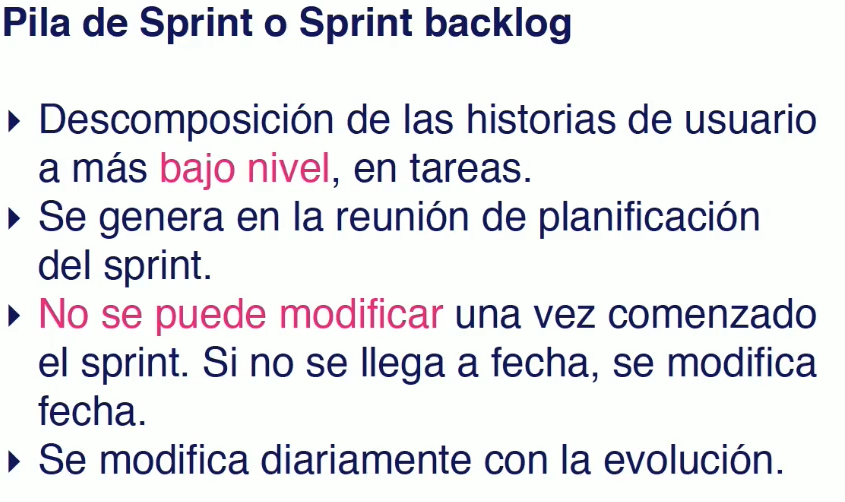 Pila de Sprint o Sprint backlog
▸ Descomposición de las historias de usuario
a más bajo nivel, en tareas.
▸ Se genera en la reunión de planificación
del sprint.
▸ No se puede modificar una vez comenzado
el sprint. Si no se llega a fecha, se modifica
fecha.
▸ Se modifica diariamente con la evolución.